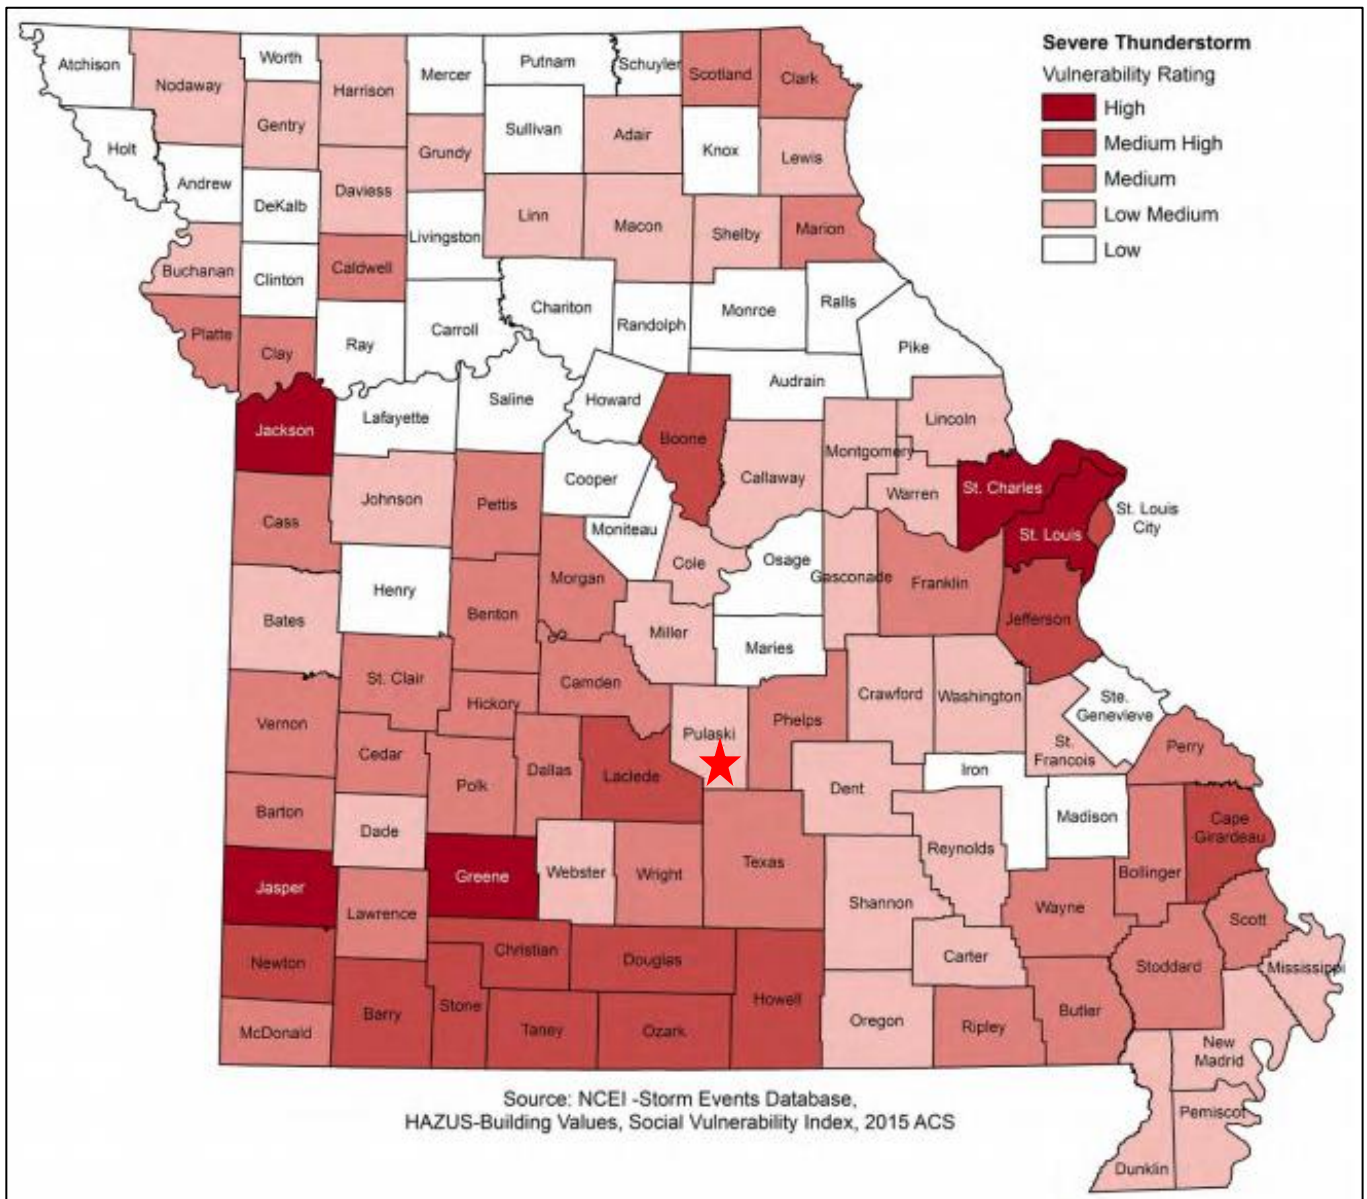 Severe Thunderstorm
Vulnerability Rating
High
Medium High
Medium
Low Medium
Low
Atchison
Nodaway
Worth
Harrison
Mercer
Putnam
Schuyler
Scotland
Clark
Holt
Andrew
Gentry
DeKalb
Daviess
Grundy
Sullivan
Adair
Knox
Lewis
Buchanan
Clinton
Caldwell
Livingston
Linn
Macon
Shelby
Marion
Platte
Clay
Ray
Carroll
Chariton
Randolph
Monroe
Ralls
Pike
Jackson
Lafayette
Saline
Howard
Boone
Audrain
Callaway
Montgomery
Lincoln
Warren
St. Charles
St. Louis
St. Louis
City
Cass
Johnson
Pettis
Cooper
Moniteau
Cole
Osage
Gasconade
Franklin
Jefferson
Bates
Henry
Benton
Morgan
Miller
Maries
Vernon
St. Clair
Hickory
Camden
Pulaski
Phelps
Crawford
Washington
Ste.
Genevieve
St.
Francois
Perry
Cedar
Polk
Dallas
Laclede
Dent
Iron
Madison
Barton
Dade
Greene
Webster
Wright
Texas
Reynolds
Bollinger
Cape
Girardeau
Jasper
Lawrence
Shannon
Wayne
Scott
Newton
Christian
Douglas
Howell
Carter
Stoddard
Mississippi
McDonald
Barry
Stone
Taney
Ozark
Oregon
Ripley
Butler
New
Madrid
Pemiscot
Dunklin
Source: NCEI -Storm Events Database,
HAZUS-Building Values, Social Vulnerability Index, 2015 ACS